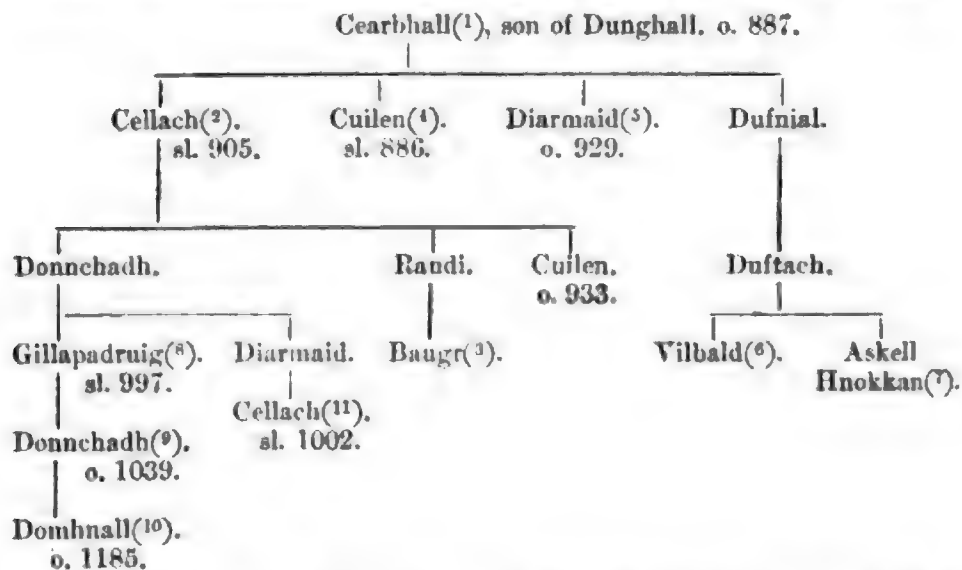 Cearbhall(¹), son of Dunghall. o. 887.
Cellach(²). Cuilen(⁴). Diarmaid(⁵). Dufnial.
sl. 905. sl. 886. o. 929.
Donnchadh. Raudi. Cuilen. Duftach.
o. 933.
Gillapadruig(⁸). Diarmaid. Baugr(³). Vilbald(⁶). Askell
sl. 997. Hnokkan(⁷).
Cellach(¹¹).
sl. 1002.
Donnchadh(⁹).
o. 1039.
Domhnall(¹⁰).
o. 1185.